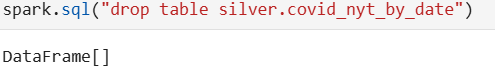 spark.sql("drop table silver.covid_nyt_by_date")
DataFrame[]